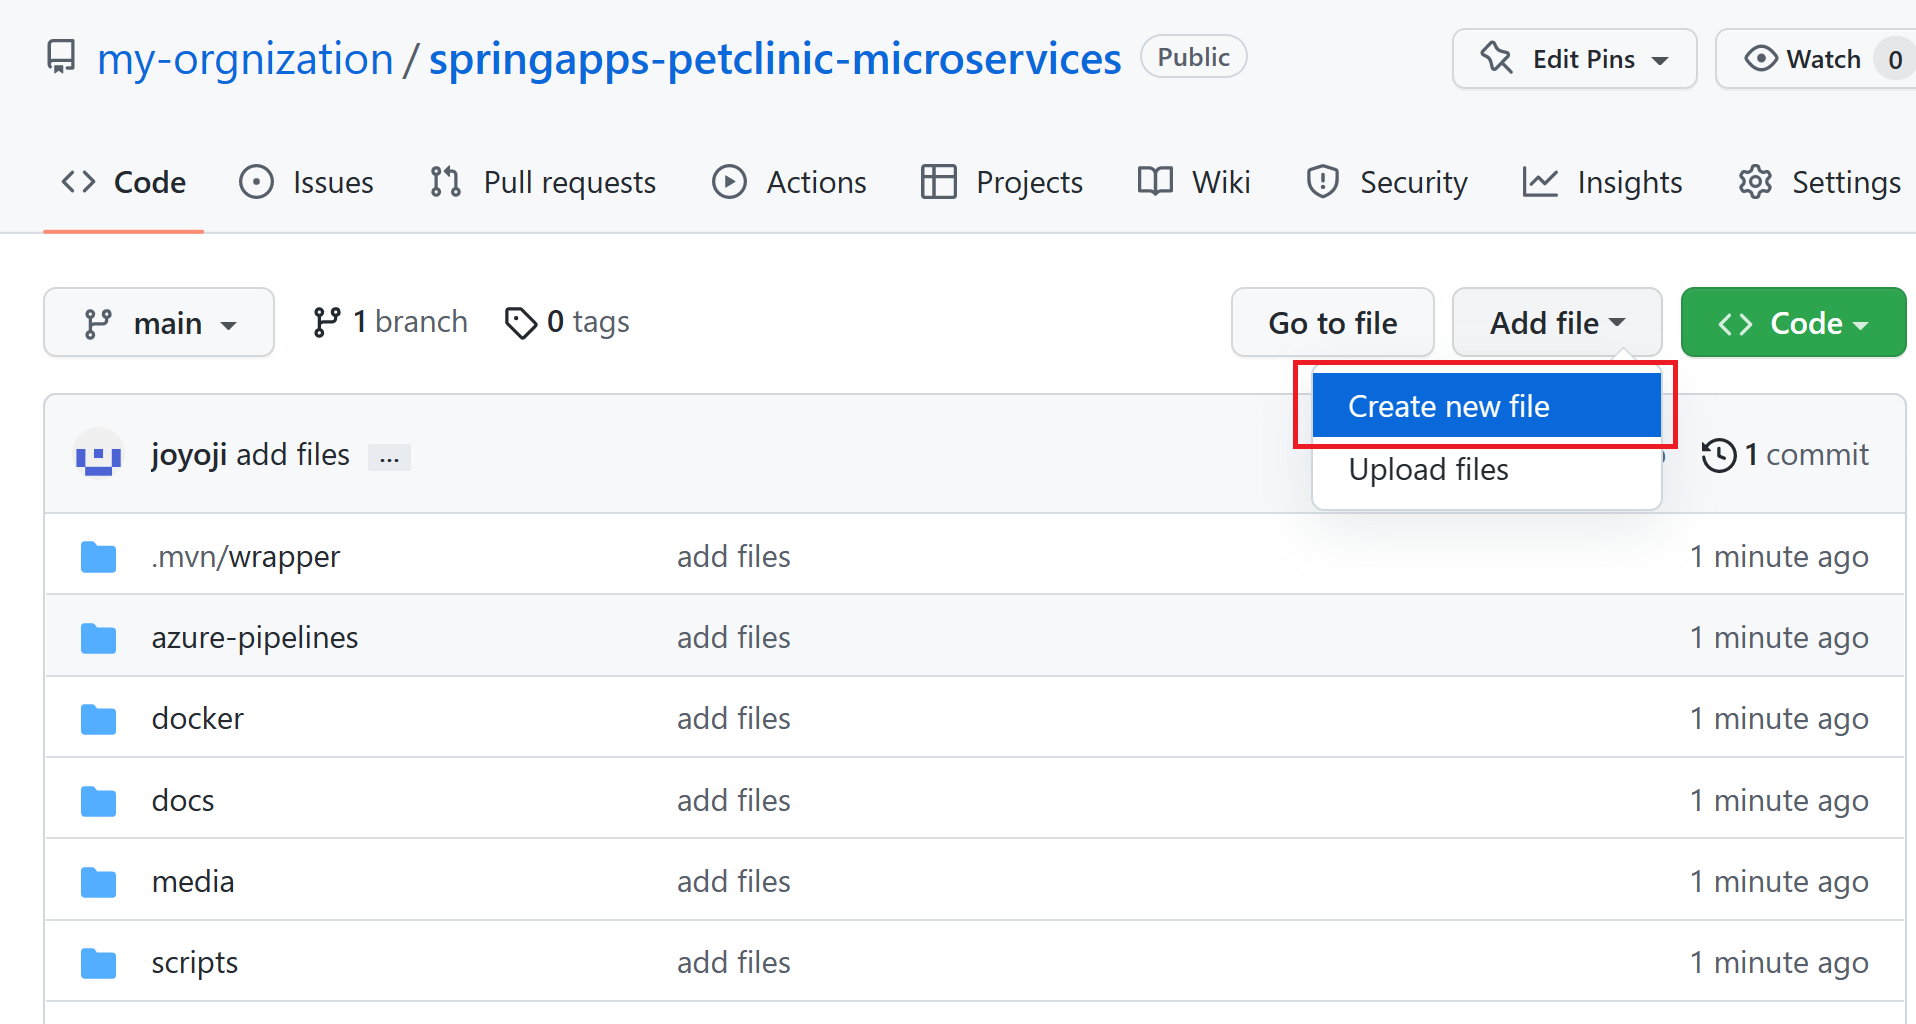 my-orgnization / springapps-petclinic-microservices Public Edit Pins Watch 0
Code Issues Pull requests Actions Projects Wiki Security Insights Settings
main 1 branch 0 tags Go to file Add file Code
Create new file
joyoji add files ... 1 commit
Upload files
.mvn/wrapper add files 1 minute ago
azure-pipelines add files 1 minute ago
docker add files 1 minute ago
docs add files 1 minute ago
media add files 1 minute ago
scripts add files 1 minute ago